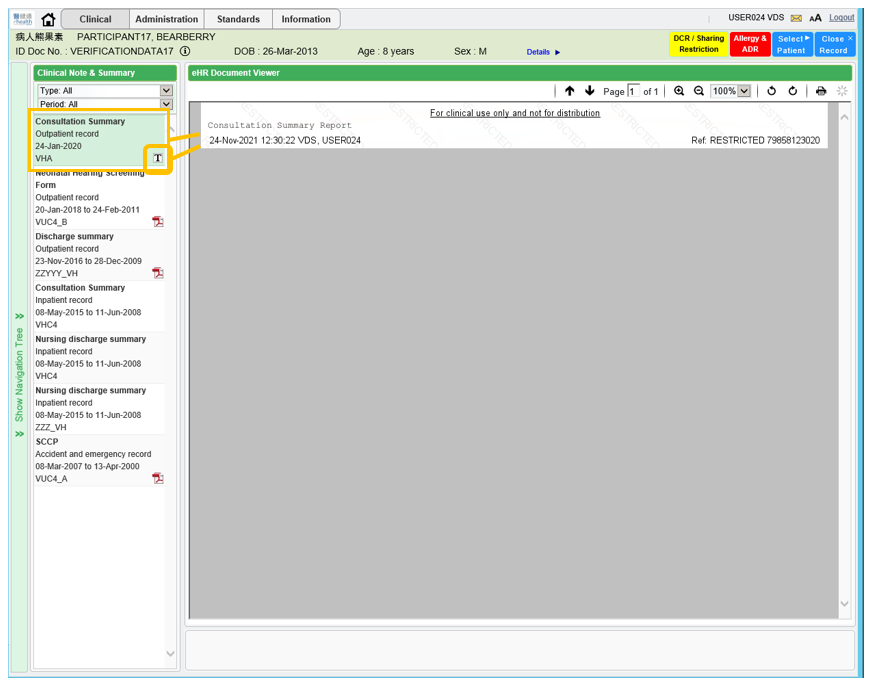 醫健通
eHealth
Clinical
Administration
Standards
Information
USER024 VDS
AA
Logout
病人熊果素 PARTICIPANT17, BEARBERRY
ID Doc No. : VERIFICATIONDATA17
DOB : 26-Mar-2013
Age : 8 years
Sex : M
Details
DCR / Sharing
Restriction
Allergy &
ADR
Select
Patient
Close ×
Record
Clinical Note & Summary
Type: All
Period: All
Consultation Summary
Outpatient record
24-Jan-2020
VHA
T
Neonatal Hearing Screening
Form
Outpatient record
20-Jan-2018 to 24-Feb-2011
VUC4_B
Discharge summary
Outpatient record
23-Nov-2016 to 28-Dec-2009
ZZYYY_VH
Consultation Summary
Inpatient record
08-May-2015 to 11-Jun-2008
VHC4
Nursing discharge summary
Inpatient record
08-May-2015 to 11-Jun-2008
VHC4
Nursing discharge summary
Inpatient record
08-May-2015 to 11-Jun-2008
ZZZ_VH
SCCP
Accident and emergency record
08-Mar-2007 to 13-Apr-2000
VUC4_A
Show Navigation Tree
eHR Document Viewer
Page 1 of 1
100%
For clinical use only and not for distribution
Consultation Summary Report
24-Nov-2021 12:30:22 VDS, USER024
Ref: RESTRICTED 79858123020